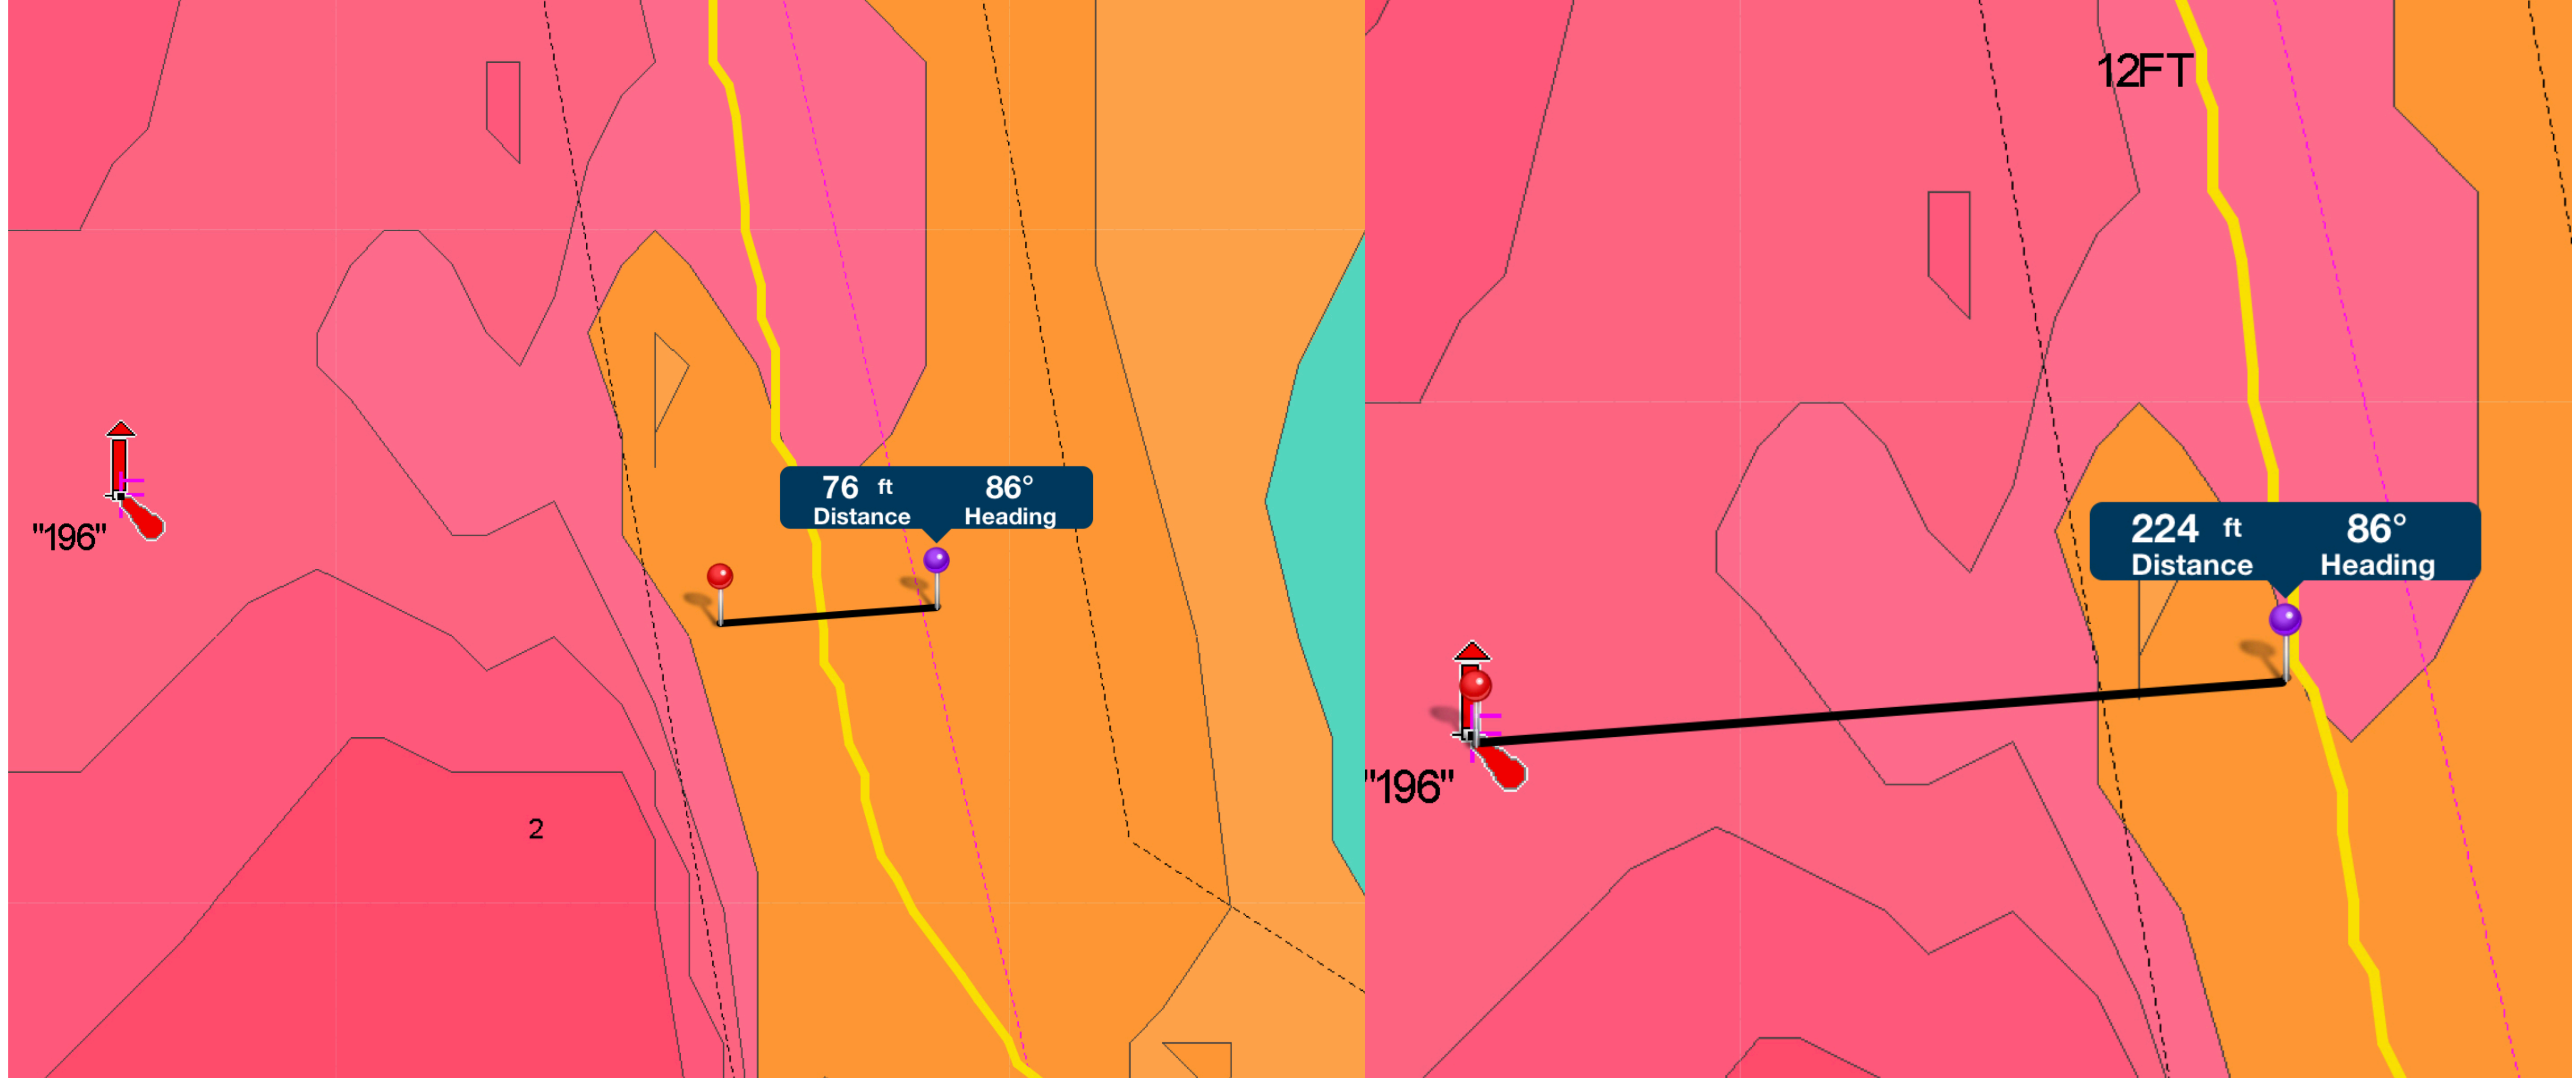 76 ft 86°
Distance Heading
"196"
2
12FT
224 ft 86°
Distance Heading
"196"